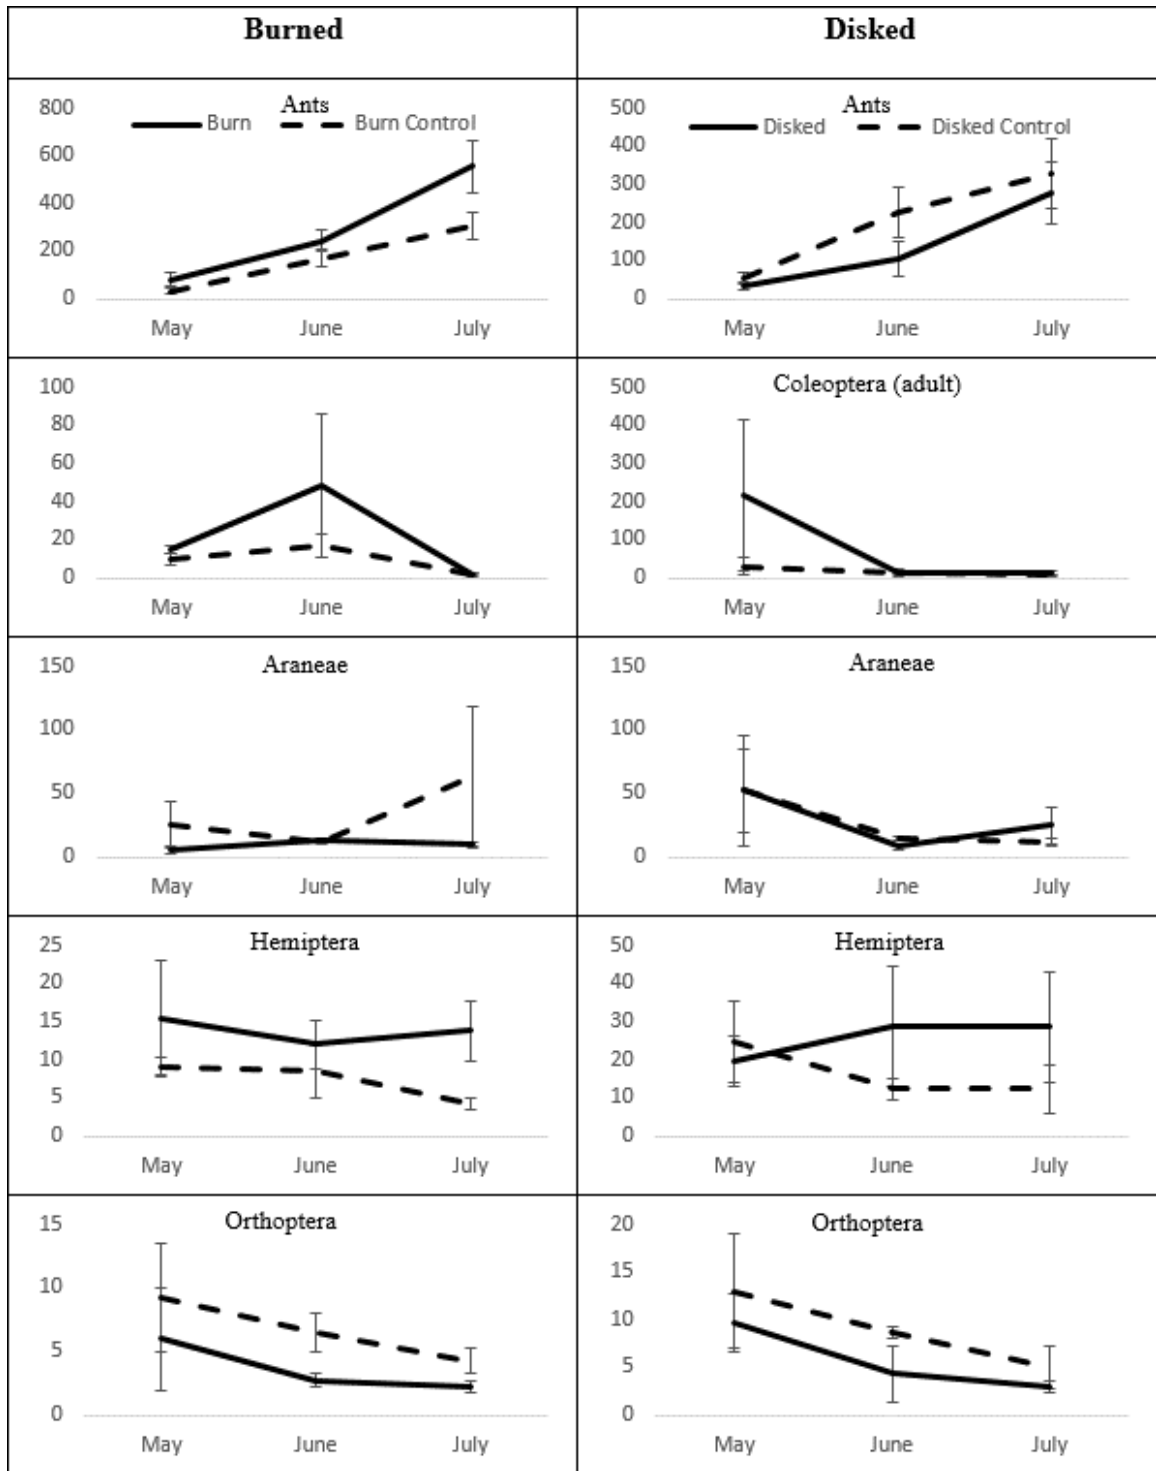 Burned Disked
Ants
Burn Burn Control
800
600
400
200
0
May June July
Ants
Disked Disked Control
500
400
300
200
100
0
May June July
100
80
60
40
20
0
May June July
Coleoptera (adult)
500
400
300
200
100
0
May June July
Araneae
150
100
50
0
May June July
Araneae
150
100
50
0
May June July
Hemiptera
25
20
15
10
5
0
May June July
Hemiptera
50
40
30
20
10
0
May June July
Orthoptera
15
10
5
0
May June July
Orthoptera
20
15
10
5
0
May June July